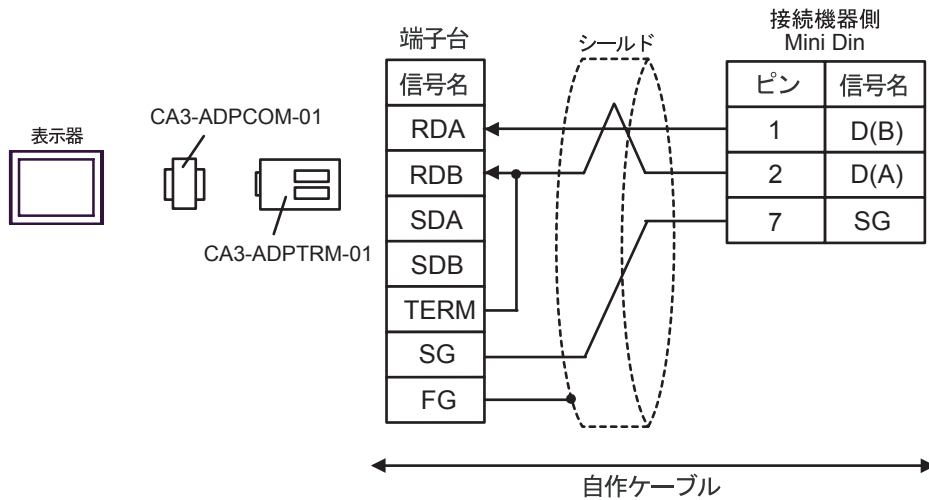 表示器
CA3-ADPCOM-01
CA3-ADPTRM-01
端子台
信号名
RDA
RDB
SDA
SDB
TERM
SG
FG
シールド
接続機器側
Mini Din
ピン 信号名
1 D(B)
2 D(A)
7 SG
自作ケーブル